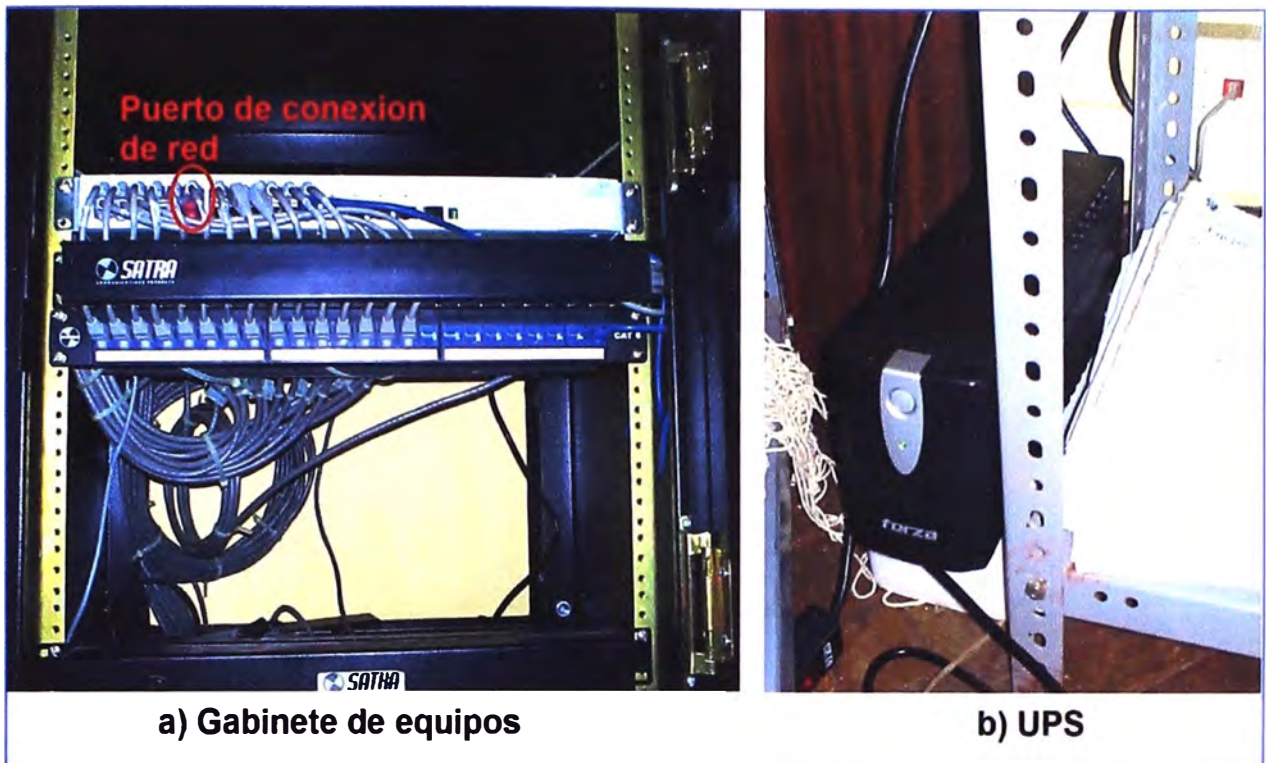 Puerto de conexion
de red
SATRA
CAT 6
SATRA
forza
a) Gabinete de equipos
b) UPS